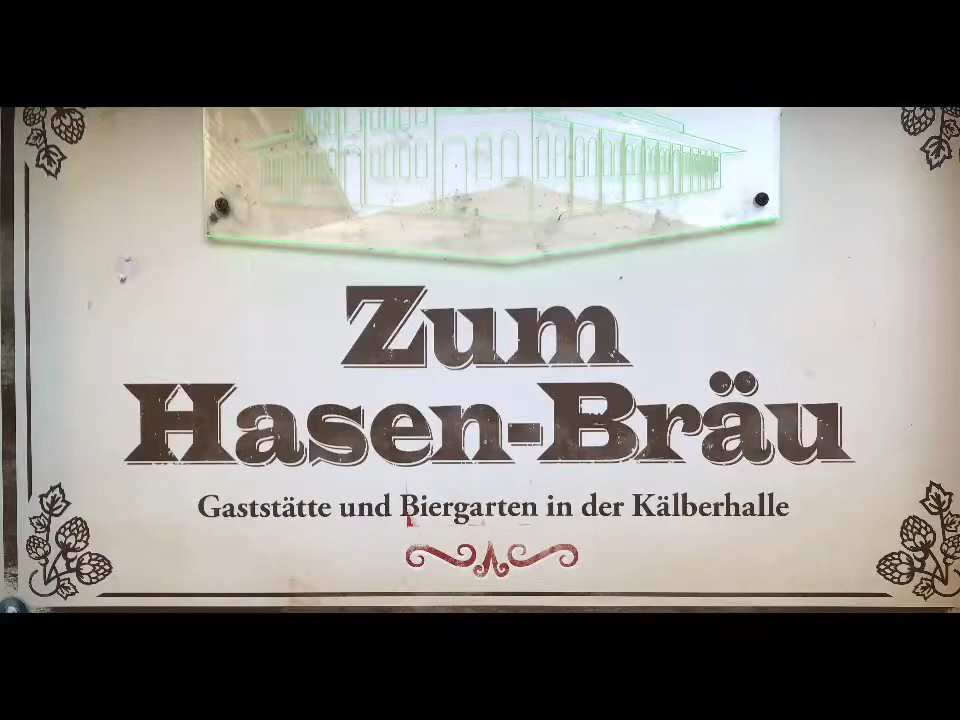 Zum
Hasen-Bräu
Gaststätte und Biergarten in der Kälberhalle